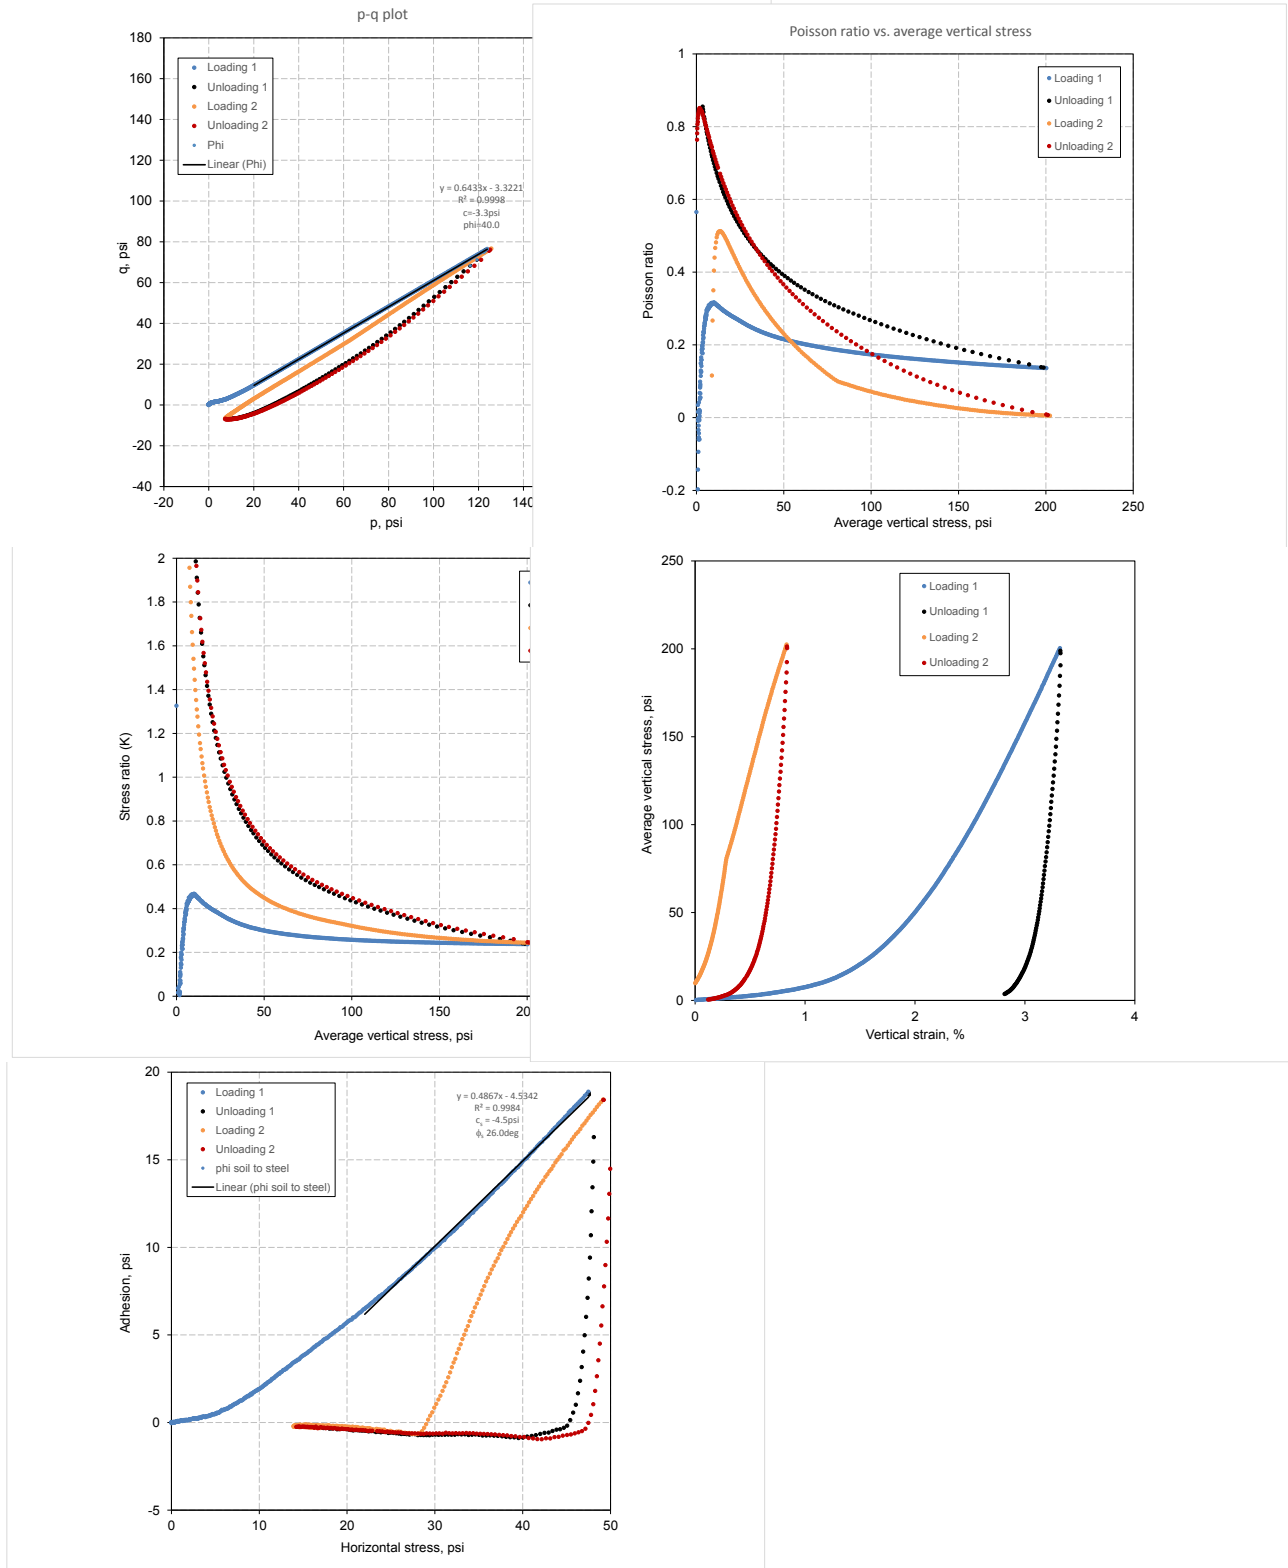 p-q plot
180
160
140
120
100
80
60
40
20
0
-20
-40
-20
0
20
40
60
80
100
120
140
q, psi
p, psi
Loading 1
Unloading 1
Loading 2
Unloading 2
Phi
Linear (Phi)
y = 0.6433x - 3.3221
R² = 0.9998
c=-3.3psi
phi=40.0
Poisson ratio vs. average vertical stress
1
0.8
0.6
0.4
0.2
0
-0.2
0
50
100
150
200
250
Poisson ratio
Average vertical stress, psi
Loading 1
Unloading 1
Loading 2
Unloading 2
2
1.8
1.6
1.4
1.2
1
0.8
0.6
0.4
0.2
0
0
50
100
150
200
Stress ratio (K)
Average vertical stress, psi
250
200
150
100
50
0
0
1
2
3
4
Average vertical stress, psi
Vertical strain, %
Loading 1
Unloading 1
Loading 2
Unloading 2
20
15
10
5
0
-5
0
10
20
30
40
50
Adhesion, psi
Horizontal stress, psi
Loading 1
Unloading 1
Loading 2
Unloading 2
phi soil to steel
Linear (phi soil to steel)
y = 0.4867x - 4.5342
R² = 0.9984
cₛ = -4.5psi
ϕₛ 26.0deg